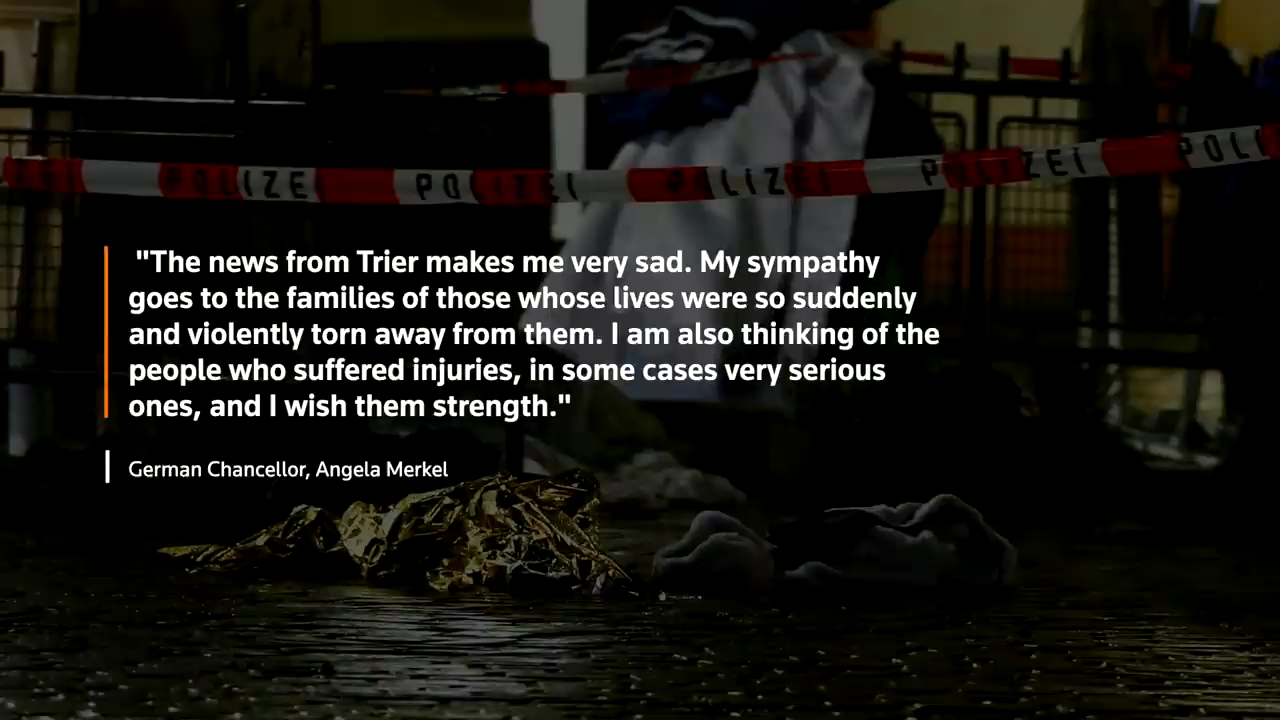 POLIZEI POLIZEI POLIZEI POLIZEI POLI
"The news from Trier makes me very sad. My sympathy
goes to the families of those whose lives were so suddenly
and violently torn away from them. I am also thinking of the
people who suffered injuries, in some cases very serious
ones, and I wish them strength."
German Chancellor, Angela Merkel